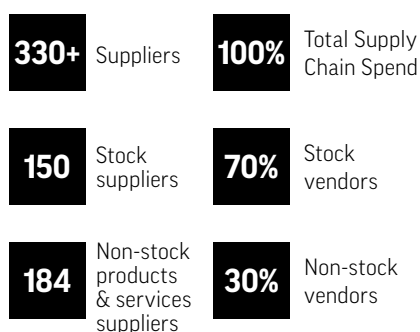 330+ Suppliers
100% Total Supply
Chain Spend
150 Stock
suppliers
70% Stock
vendors
184 Non-stock
products
& services
suppliers
30% Non-stock
vendors